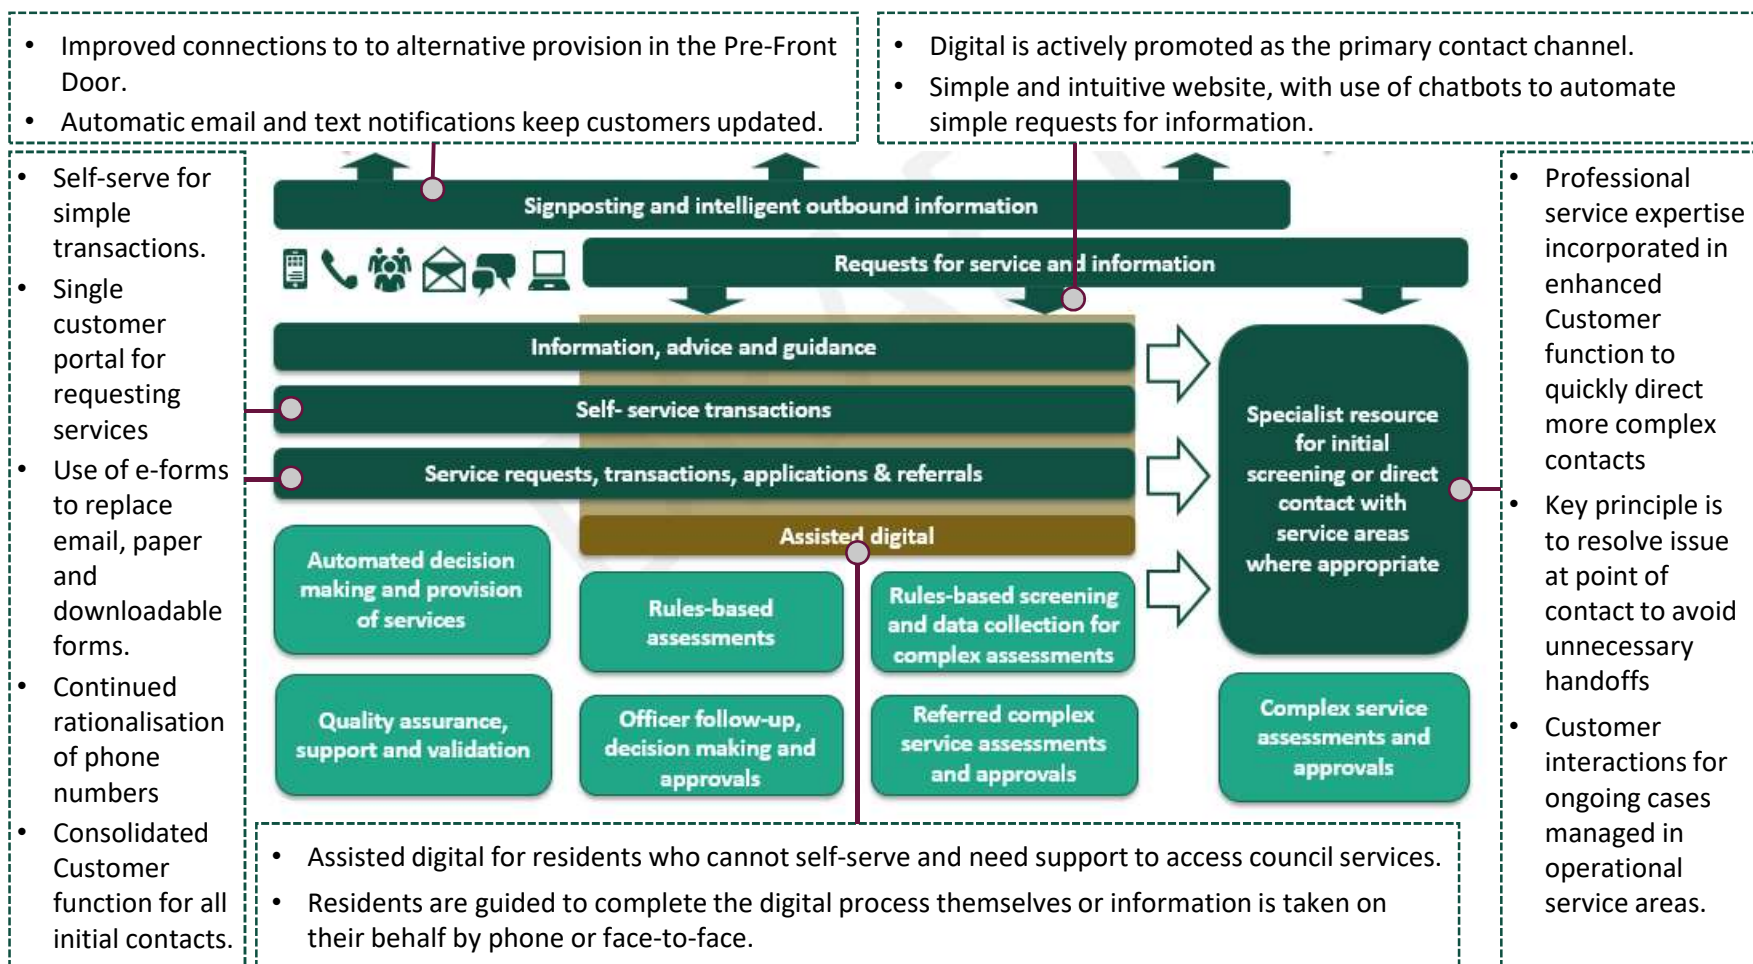 • Improved connections to to alternative provision in the Pre-Front
Door.
• Automatic email and text notifications keep customers updated.
• Digital is actively promoted as the primary contact channel.
• Simple and intuitive website, with use of chatbots to automate
simple requests for information.
• Self-serve for
simple
transactions.
• Single
customer
portal for
requesting
services
• Use of e-forms
to replace
email, paper
and
downloadable
forms.
• Continued
rationalisation
of phone
numbers
• Consolidated
Customer
function for all
initial contacts.
Signposting and intelligent outbound information
Requests for service and information
Information, advice and guidance
Self- service transactions
Service requests, transactions, applications & referrals
Assisted digital
Automated decision
making and provision
of services
Rules-based
assessments
Rules-based screening
and data collection for
complex assessments
Quality assurance,
support and validation
Officer follow-up,
decision making and
approvals
Referred complex
service assessments
and approvals
Specialist resource
for initial
screening or direct
contact with
service areas
where appropriate
Complex service
assessments and
approvals
• Professional
service expertise
incorporated in
enhanced
Customer
function to
quickly direct
more complex
contacts
• Key principle is
to resolve issue
at point of
contact to avoid
unnecessary
handoffs
• Customer
interactions for
ongoing cases
managed in
operational
service areas.
• Assisted digital for residents who cannot self-serve and need support to access council services.
• Residents are guided to complete the digital process themselves or information is taken on
their behalf by phone or face-to-face.